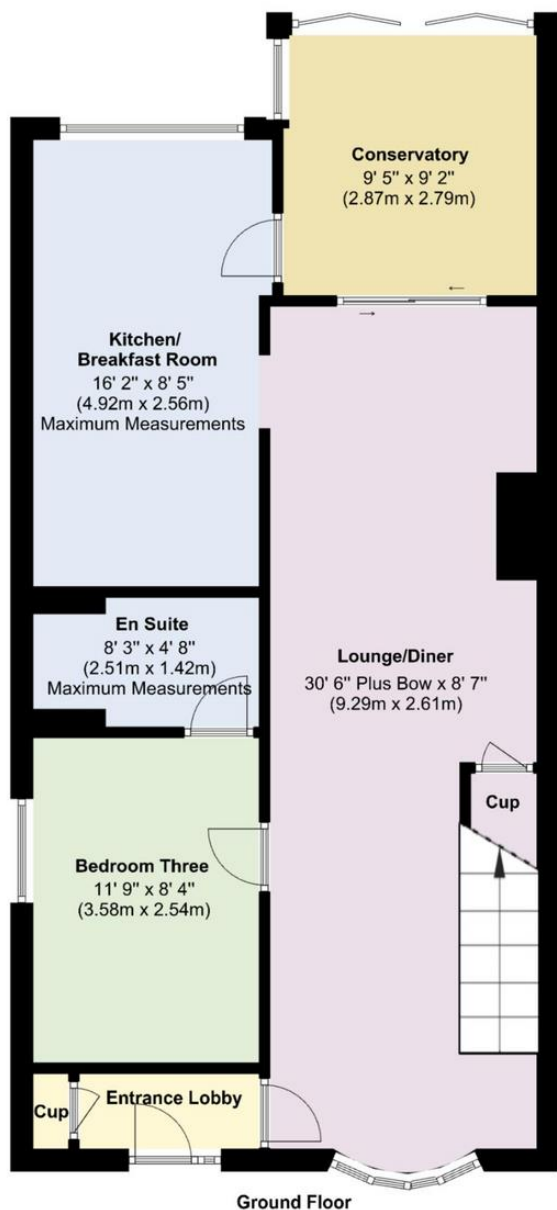 Conservatory
9' 5" x 9' 2"
(2.87m x 2.79m)
Kitchen/
Breakfast Room
16' 2" x 8' 5"
(4.92m x 2.56m)
Maximum Measurements
En Suite
8' 3" x 4' 8"
(2.51m x 1.42m)
Maximum Measurements
Lounge/Diner
30' 6" Plus Bow x 8' 7"
(9.29m x 2.61m)
Cup
Bedroom Three
11' 9" x 8' 4"
(3.58m x 2.54m)
Cup
Entrance Lobby
Ground Floor